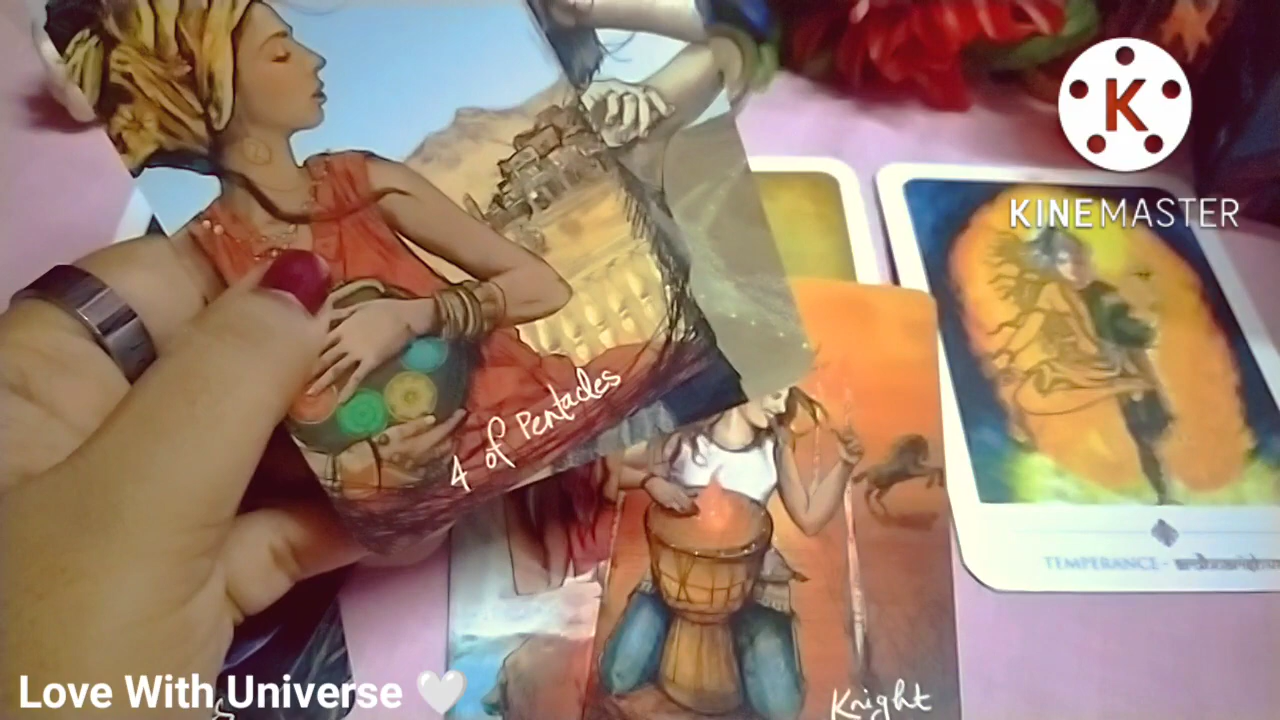 KINEMASTER
4 of Pentacles
TEMPERANCE -
Love With Universe 🤍
Knight